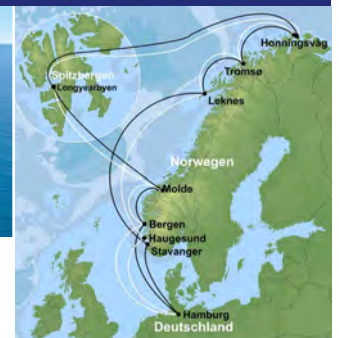 Honningsvåg
Tromsø
Spitzbergen
Longyearbyen
Leknes
Norwegen
Molde
Bergen
Haugesund
Stavanger
Hamburg
Deutschland